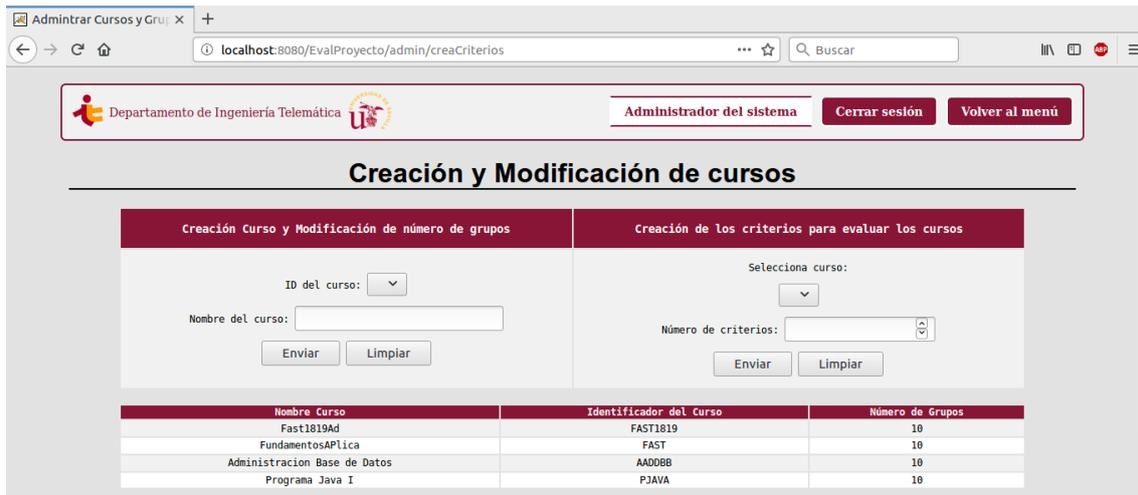 Admintrar Cursos y Gru
localhost:8080/EvalProyecto/admin/creaCriterios
Buscar
ABP
Departamento de Ingeniería Telemática
Administrador del sistema
Cerrar sesión
Volver al menú
Creación y Modificación de cursos
Creación Curso y Modificación de número de grupos
Creación de los criterios para evaluar los cursos
ID del curso:
Nombre del curso:
Enviar Limpiar
Selecciona curso:
Número de criterios:
Enviar Limpiar
Nombre Curso Identificador del Curso Número de Grupos
Fast1819Ad FAST1819 10
FundamentosAPlica FAST 10
Administracion Base de Datos AADDBB 10
Programa Java I PJAVA 10